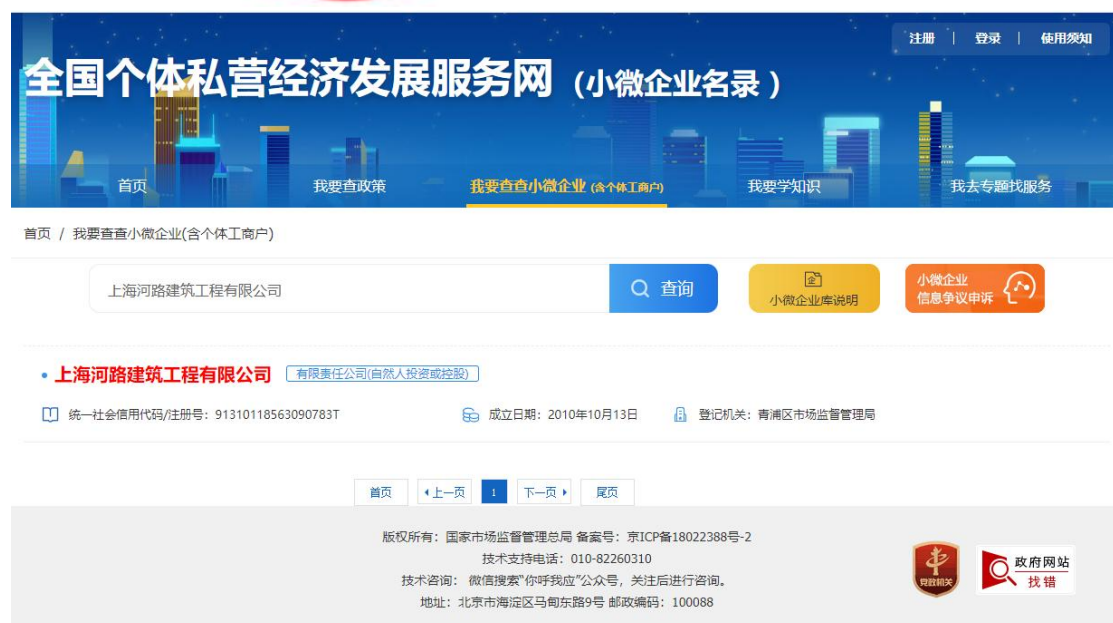 注册 | 登录 | 使用须知
全国个体私营经济发展服务网（小微企业名录）
首页 我要查政策 我要查查小微企业 (含个体工商户) 我要学知识 我去专题找服务
首页 / 我要查查小微企业(含个体工商户)
上海河路建筑工程有限公司 查询 小微企业库说明
小微企业
信息争议申诉
上海河路建筑工程有限公司 有限责任公司(自然人投资或控股)
统一社会信用代码/注册号：91310118563090783T 成立日期：2010年10月13日 登记机关：青浦区市场监督管理局
首页 上一页 1 下一页 尾页
版权所有：国家市场监督管理总局 备案号：京ICP备18022388号-2
技术支持电话：010-82260310
技术咨询： 微信搜索“你呼我应”公众号，关注后进行咨询。
地址：北京市海淀区马甸东路9号 邮政编码：100088
党政机关
政府网站
找错